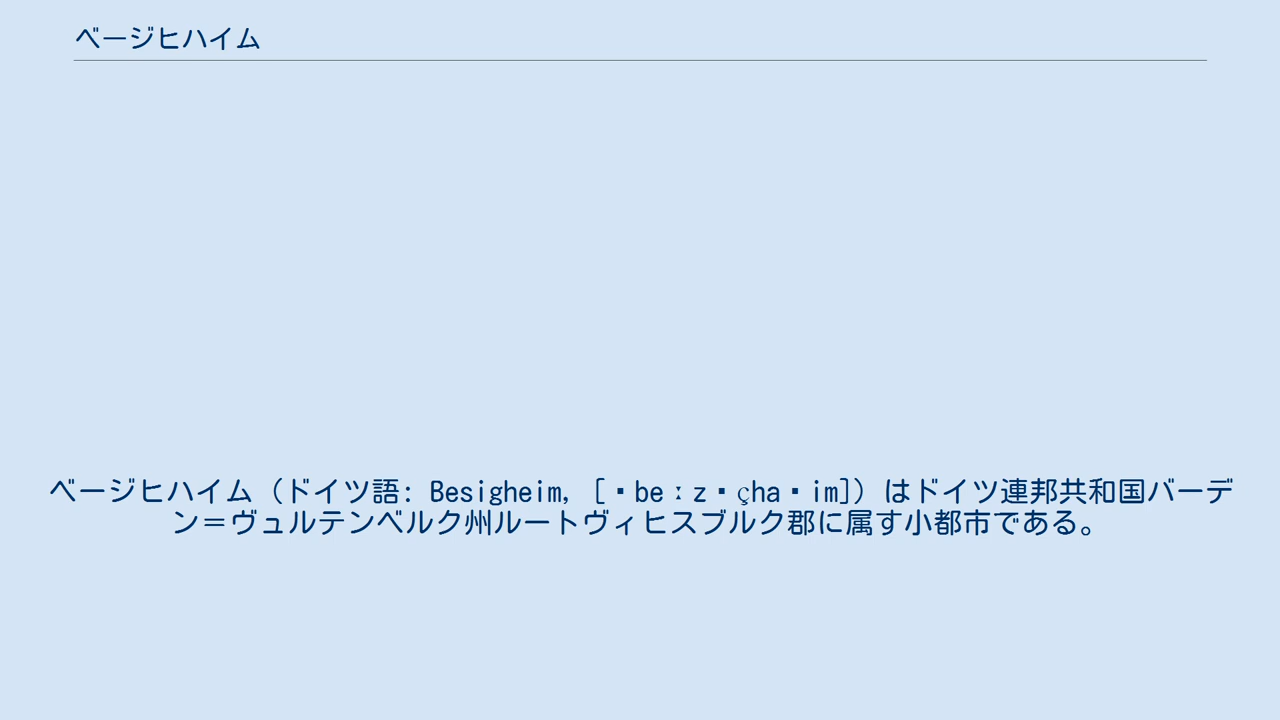 ベージヒハイム
ベージヒハイム（ドイツ語: Besigheim, [▪beːz▪çha▪im]）はドイツ連邦共和国バーデ
ン＝ヴュルテンベルク州ルートヴィヒスブルク郡に属す小都市である。